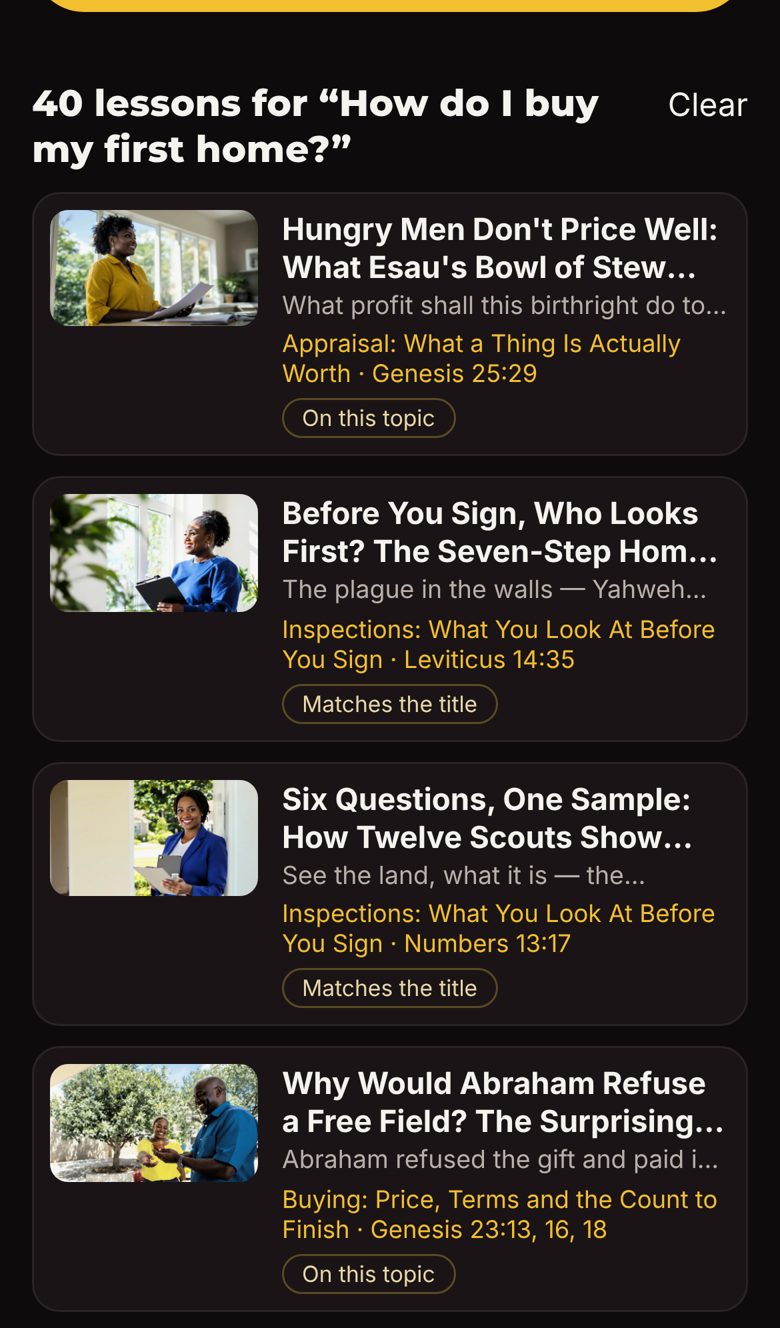 40 lessons for “How do I buy
my first home?”
Clear
Hungry Men Don't Price Well:
What Esau's Bowl of Stew…
What profit shall this birthright do to…
Appraisal: What a Thing Is Actually
Worth · Genesis 25:29
On this topic
Before You Sign, Who Looks
First? The Seven-Step Hom…
The plague in the walls — Yahweh…
Inspections: What You Look At Before
You Sign · Leviticus 14:35
Matches the title
Six Questions, One Sample:
How Twelve Scouts Show…
See the land, what it is — the…
Inspections: What You Look At Before
You Sign · Numbers 13:17
Matches the title
Why Would Abraham Refuse
a Free Field? The Surprising…
Abraham refused the gift and paid i…
Buying: Price, Terms and the Count to
Finish · Genesis 23:13, 16, 18
On this topic